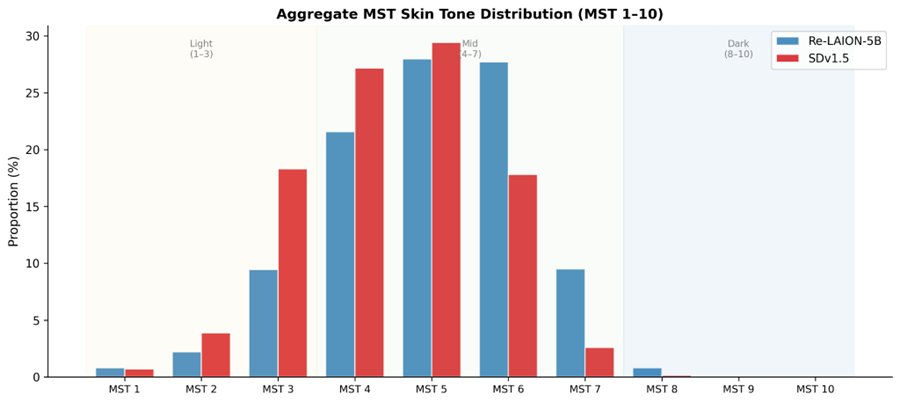 Aggregate MST Skin Tone Distribution (MST 1–10)
Light
(1–3)
Mid
4–7)
Dark
(8–10)
Re-LAION-5B
SDv1.5
Proportion (%)
30
25
20
15
10
5
0
MST 1 MST 2 MST 3 MST 4 MST 5 MST 6 MST 7 MST 8 MST 9 MST 10